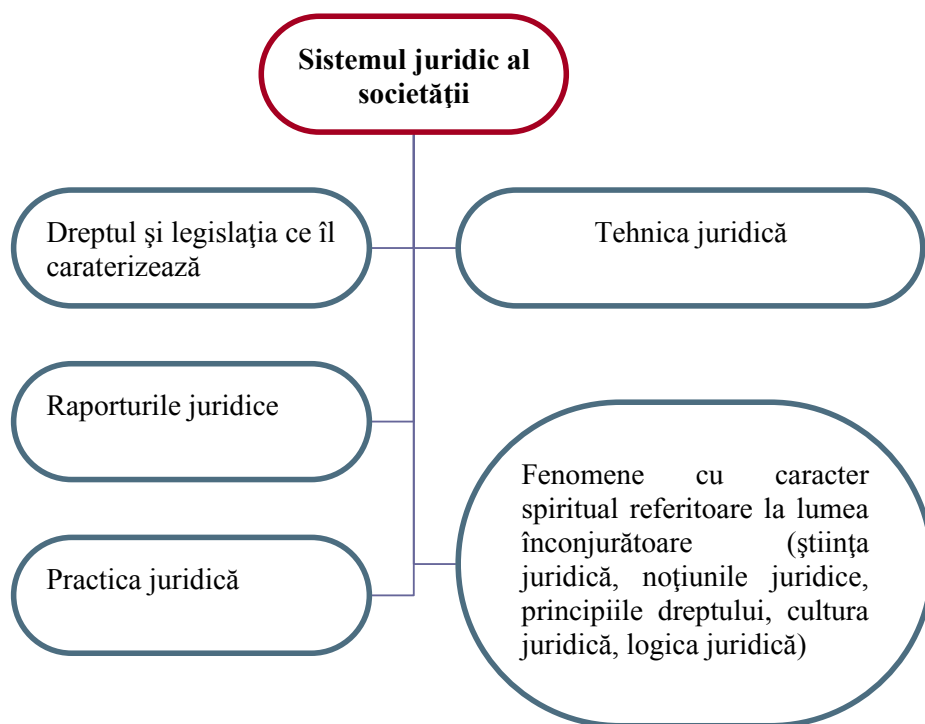 Sistemul juridic al
societăţii
Dreptul şi legislaţia ce îl
caraterizează
Tehnica juridică
Raporturile juridice
Practica juridică
Fenomene cu caracter
spiritual referitoare la lumea
înconjurătoare (ştiinţa
juridică, noţiunile juridice,
principiile dreptului, cultura
juridică, logica juridică)